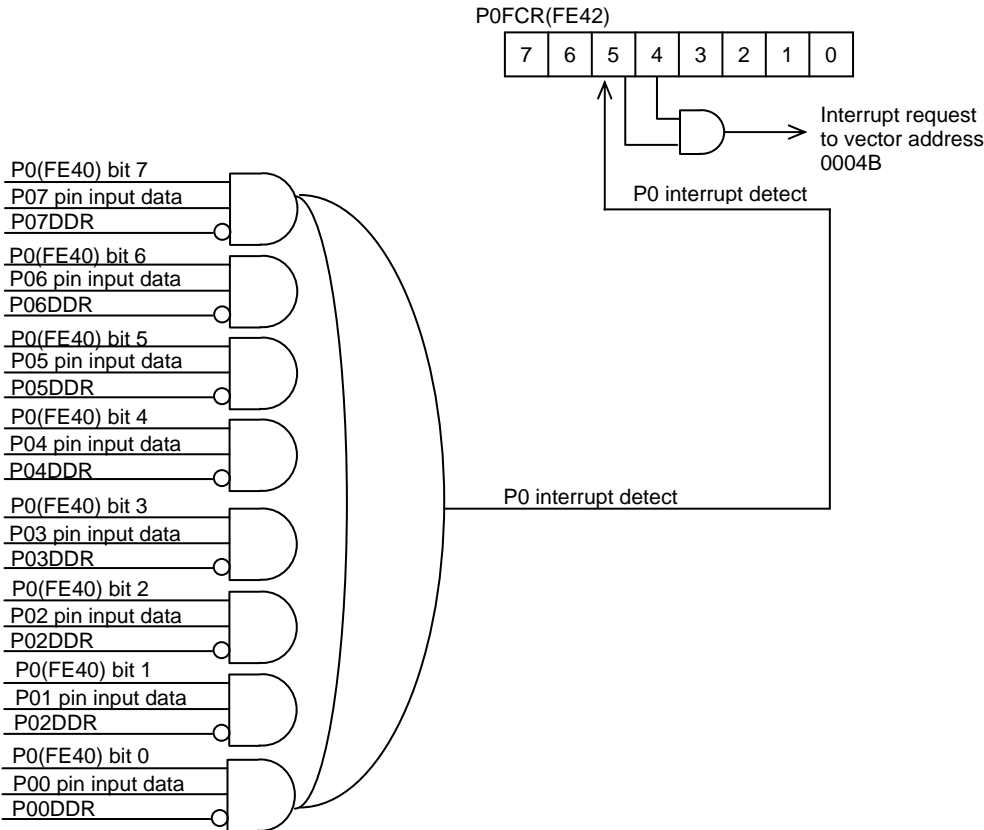 P0FCR(FE42)
7 6 5 4 3 2 1 0
Interrupt request
to vector address
0004B
P0 interrupt detect
P0(FE40) bit 7
P07 pin input data
P07DDR
P0(FE40) bit 6
P06 pin input data
P06DDR
P0(FE40) bit 5
P05 pin input data
P05DDR
P0(FE40) bit 4
P04 pin input data
P04DDR
P0 interrupt detect
P0(FE40) bit 3
P03 pin input data
P03DDR
P0(FE40) bit 2
P02 pin input data
P02DDR
P0(FE40) bit 1
P01 pin input data
P02DDR
P0(FE40) bit 0
P00 pin input data
P00DDR